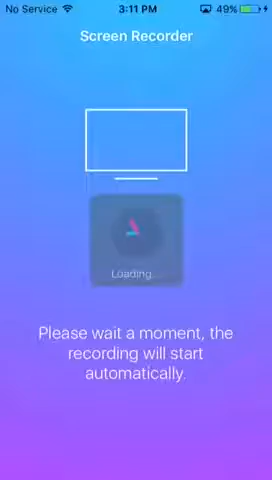 No Service 3:11 PM 49%
Screen Recorder
Loading...
Please wait a moment, the
recording will start
automatically.